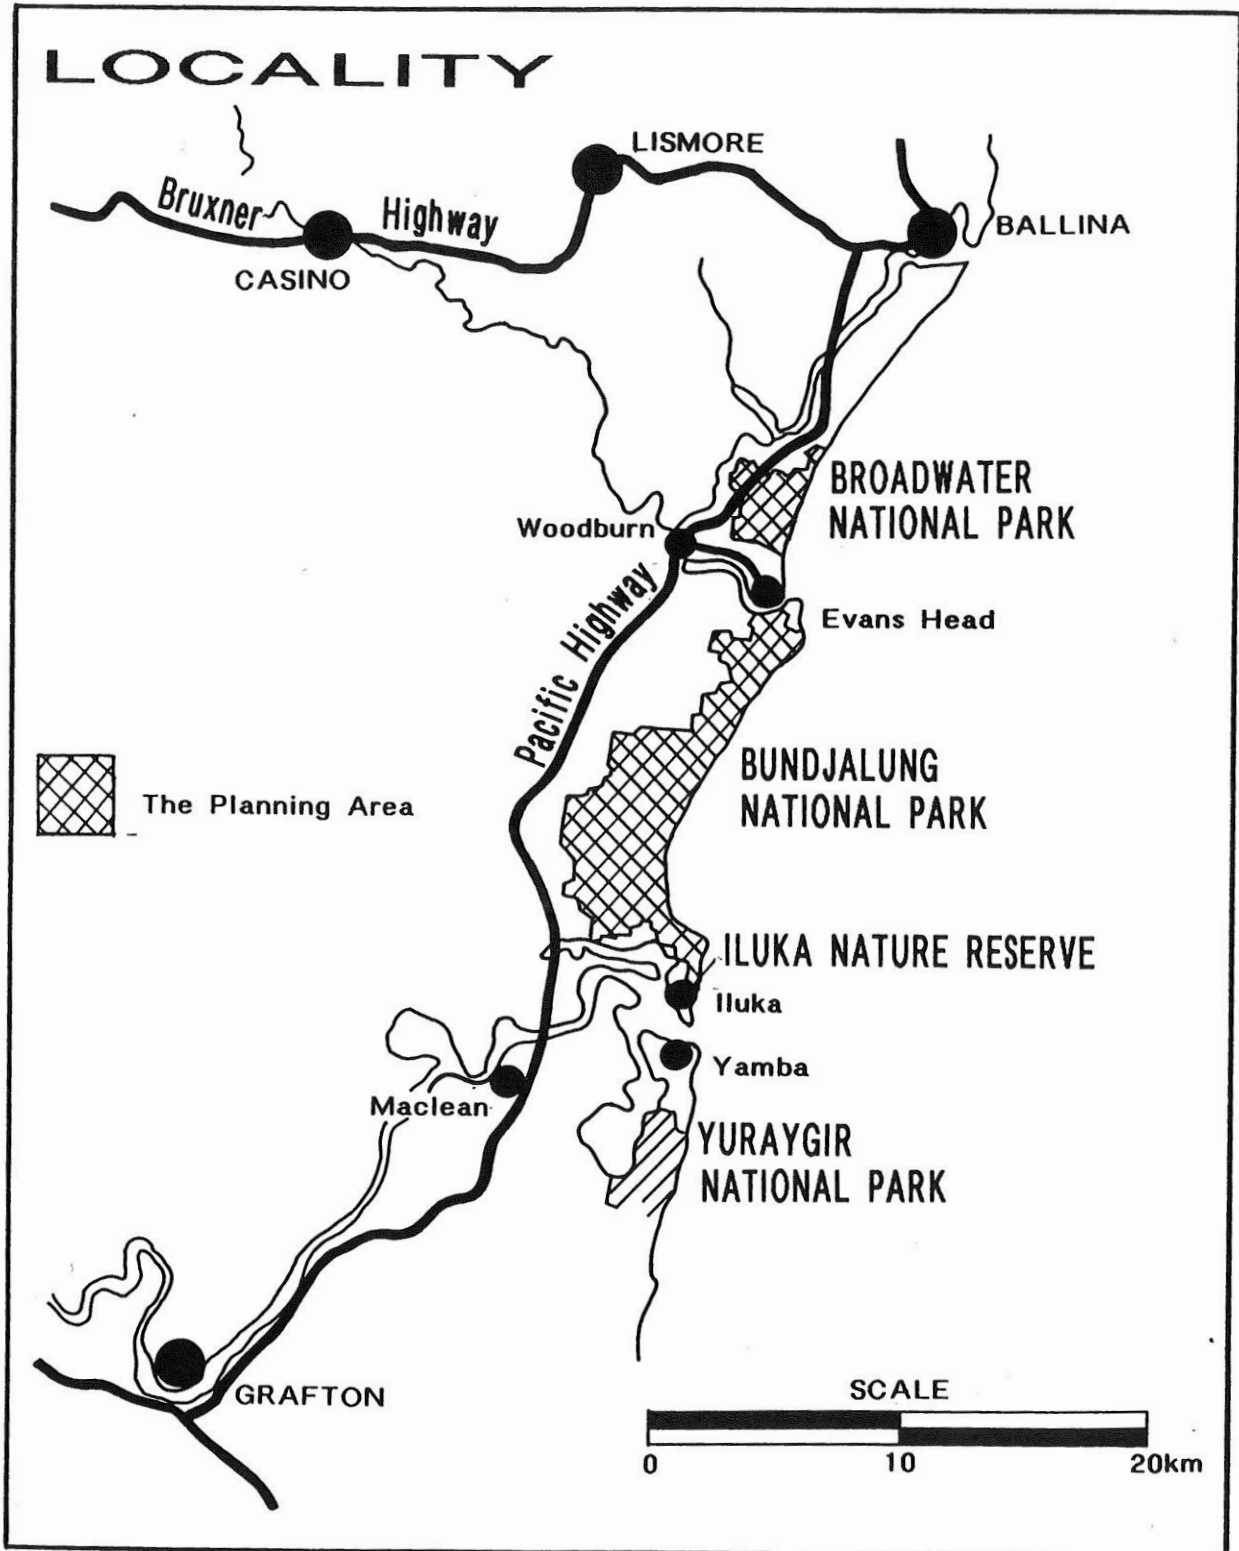 LOCALITY
LISMORE
Bruxner Highway
BALLINA
CASINO
BROADWATER
NATIONAL PARK
Woodburn
Evans Head
Pacific Highway
BUNDJALUNG
NATIONAL PARK
The Planning Area
ILUKA NATURE RESERVE
Iluka
Yamba
Maclean
YURAYGIR
NATIONAL PARK
GRAFTON
SCALE
0 10 20km